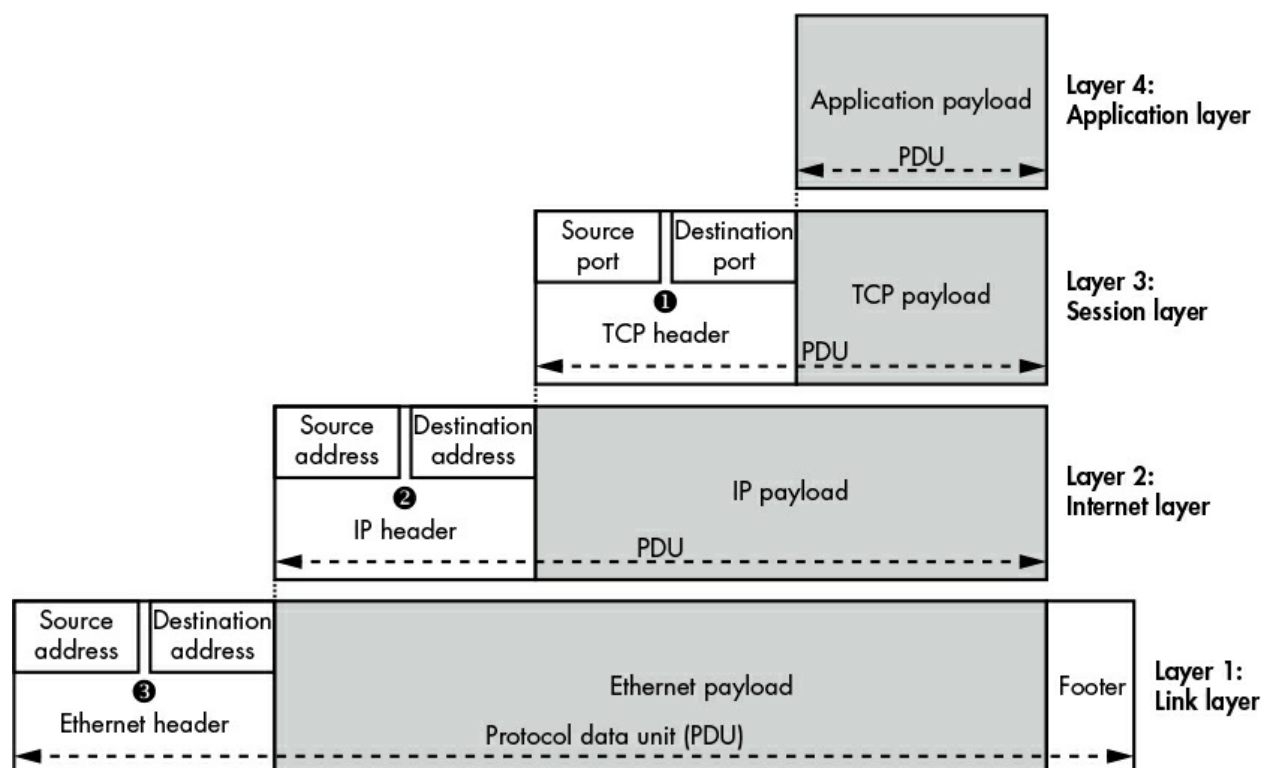 Application payload
PDU
Layer 4:
Application layer
Source
port
Destination
port
❶
TCP header
TCP payload
PDU
Layer 3:
Session layer
Source
address
Destination
address
❷
IP header
IP payload
PDU
Layer 2:
Internet layer
Source
address
Destination
address
❸
Ethernet header
Ethernet payload
Protocol data unit (PDU)
Footer
Layer 1:
Link layer